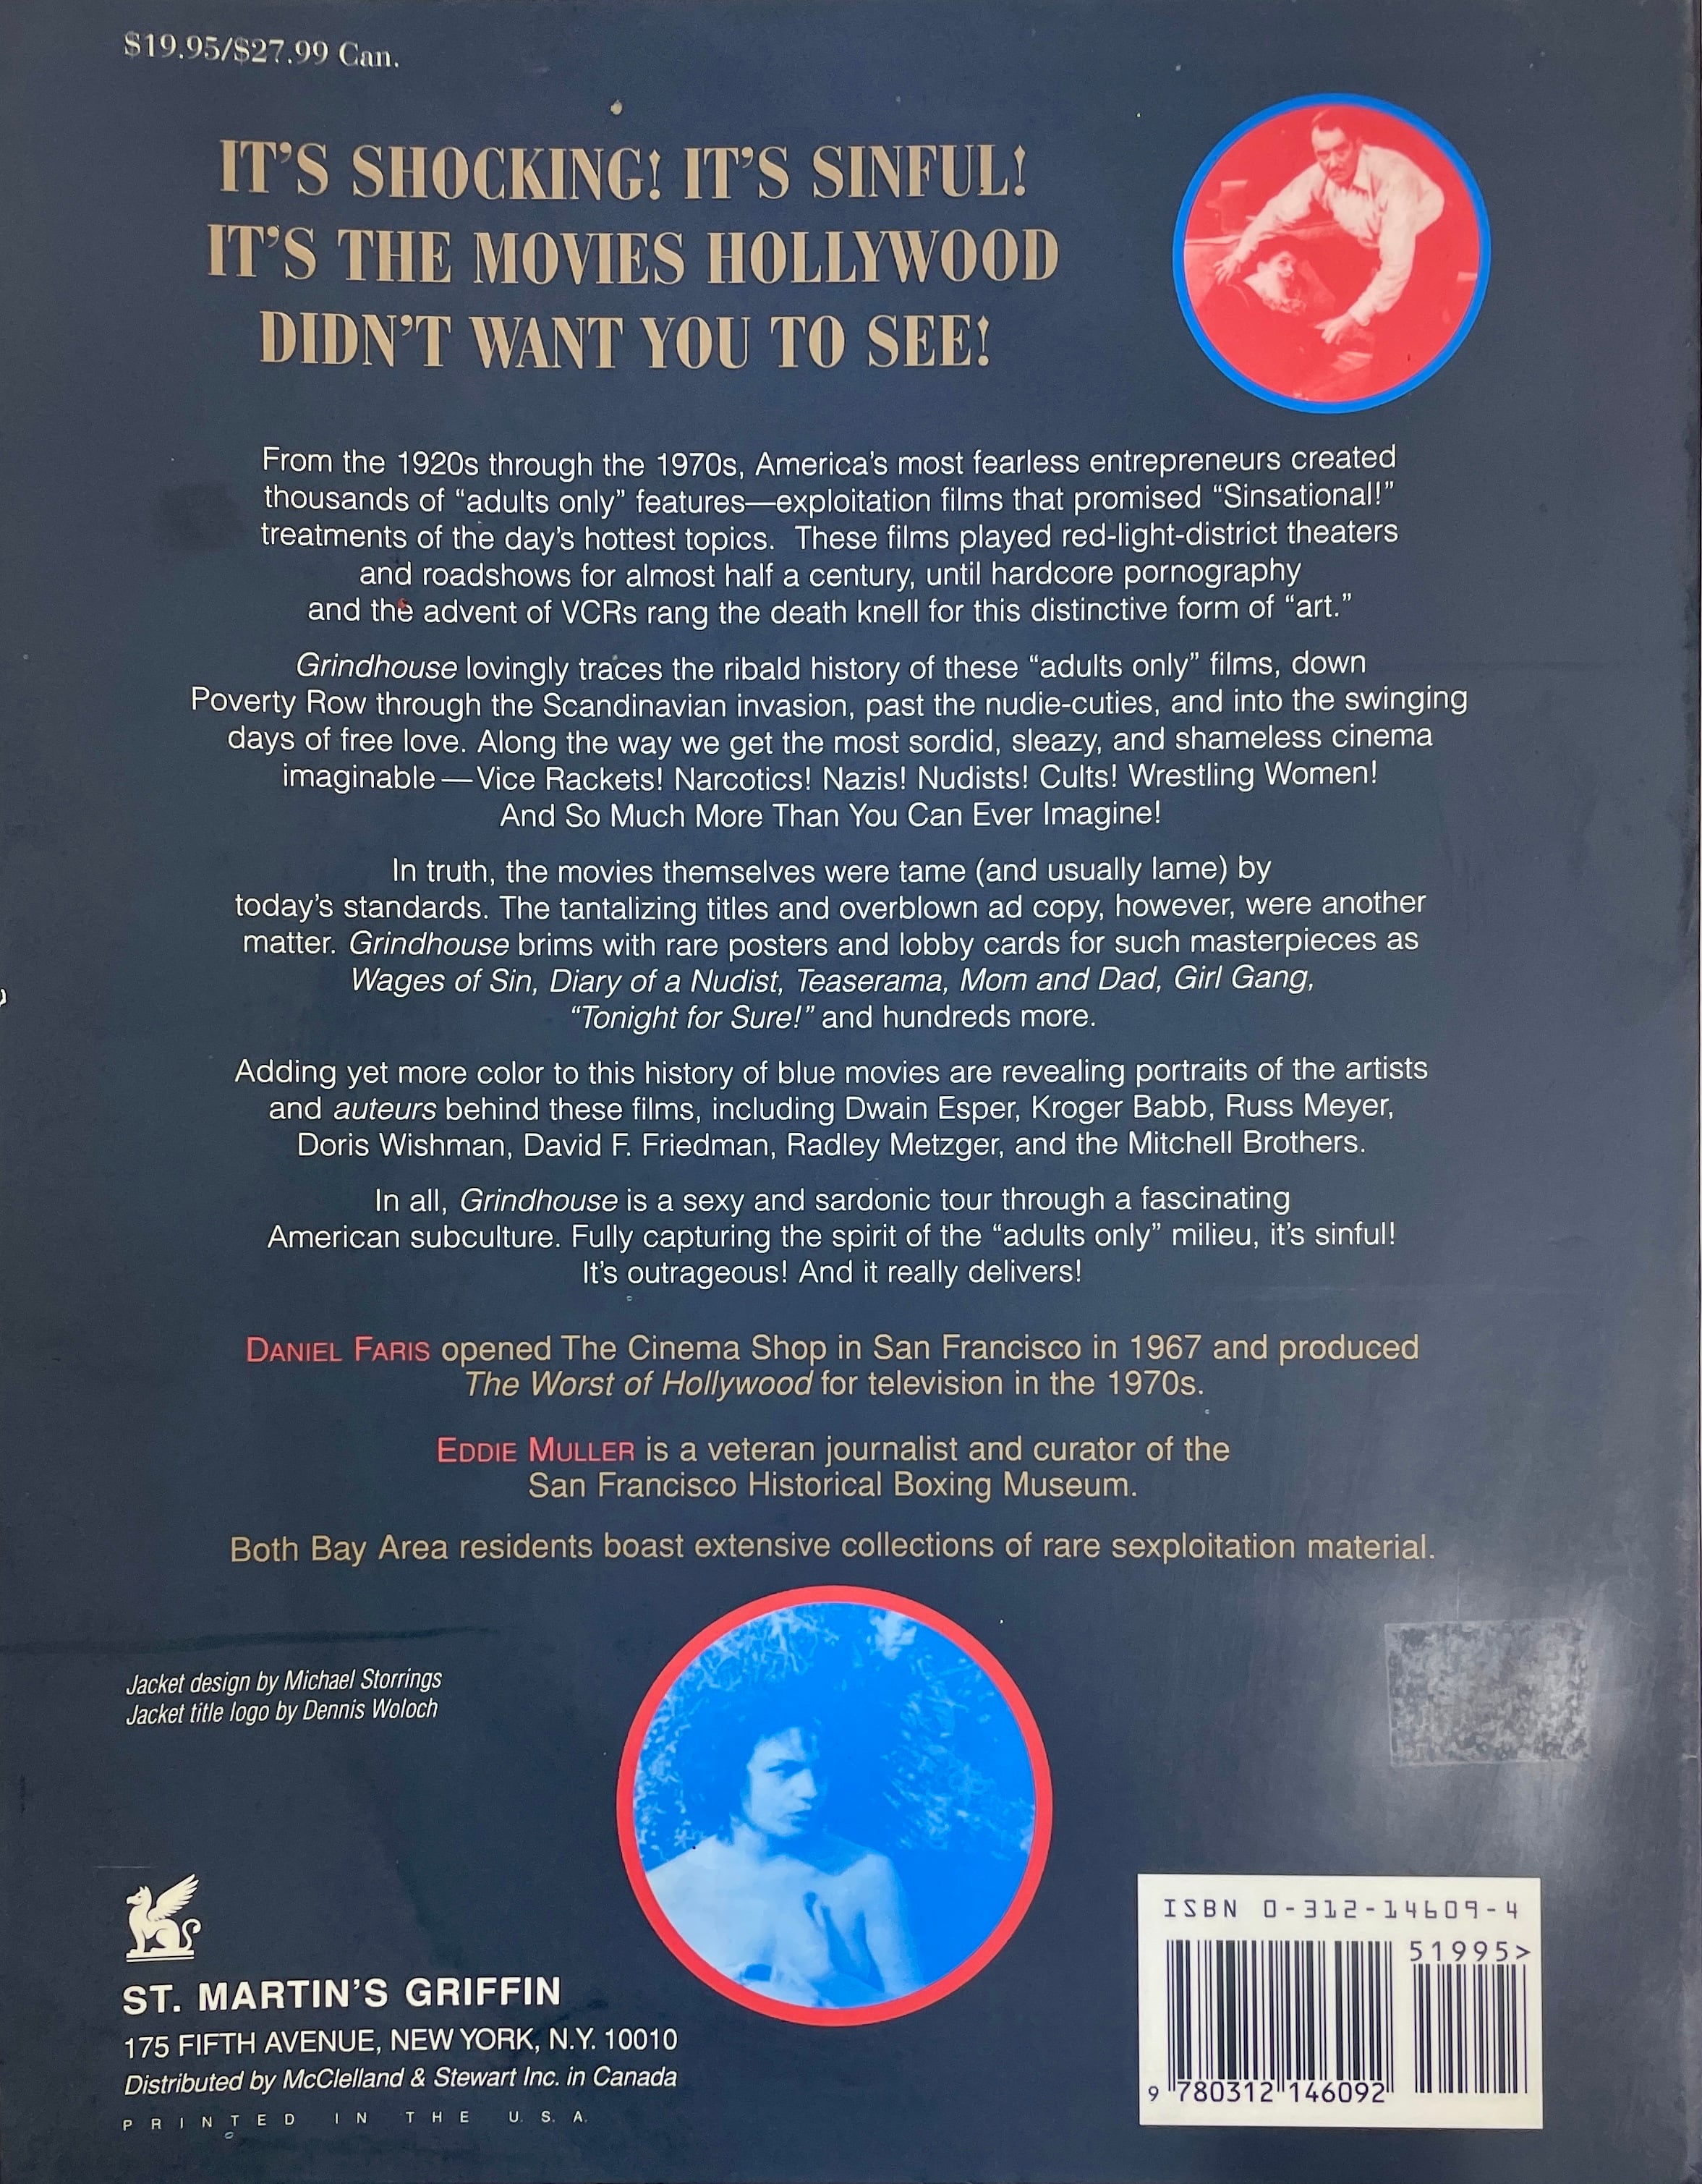 $19.95/$27.99 Can.
IT’S SHOCKING! IT’S SINFUL!
IT’S THE MOVIES HOLLYWOOD
DIDN’T WANT YOU TO SEE!
From the 1920s through the 1970s, America’s most fearless entrepreneurs created
thousands of “adults only” features—exploitation films that promised “Sinsational!”
treatments of the day’s hottest topics. These films played red-light-district theaters
and roadshows for almost half a century, until hardcore pornography
and the advent of VCRs rang the death knell for this distinctive form of “art.”
Grindhouse lovingly traces the ribald history of these “adults only” films, down
Poverty Row through the Scandinavian invasion, past the nudie-cuties, and into the swinging
days of free love. Along the way we get the most sordid, sleazy, and shameless cinema
imaginable—Vice Rackets! Narcotics! Nazis! Nudists! Cults! Wrestling Women!
And So Much More Than You Can Ever Imagine!
In truth, the movies themselves were tame (and usually lame) by
today’s standards. The tantalizing titles and overblown ad copy, however, were another
matter. Grindhouse brims with rare posters and lobby cards for such masterpieces as
Wages of Sin, Diary of a Nudist, Teaserama, Mom and Dad, Girl Gang,
“Tonight for Sure!” and hundreds more.
Adding yet more color to this history of blue movies are revealing portraits of the artists
and auteurs behind these films, including Dwain Esper, Kroger Babb, Russ Meyer,
Doris Wishman, David F. Friedman, Radley Metzger, and the Mitchell Brothers.
In all, Grindhouse is a sexy and sardonic tour through a fascinating
American subculture. Fully capturing the spirit of the “adults only” milieu, it’s sinful!
It’s outrageous! And it really delivers!
DANIEL FARIS opened The Cinema Shop in San Francisco in 1967 and produced
The Worst of Hollywood for television in the 1970s.
EDDIE MULLER is a veteran journalist and curator of the
San Francisco Historical Boxing Museum.
Both Bay Area residents boast extensive collections of rare sexploitation material.
Jacket design by Michael Storrings
Jacket title logo by Dennis Woloch
ST. MARTIN’S GRIFFIN
175 FIFTH AVENUE, NEW YORK, N.Y. 10010
Distributed by McClelland & Stewart Inc. in Canada
PRINTED IN THE U.S.A.
ISBN 0-312-14609-4
51995>
9 780312 146092